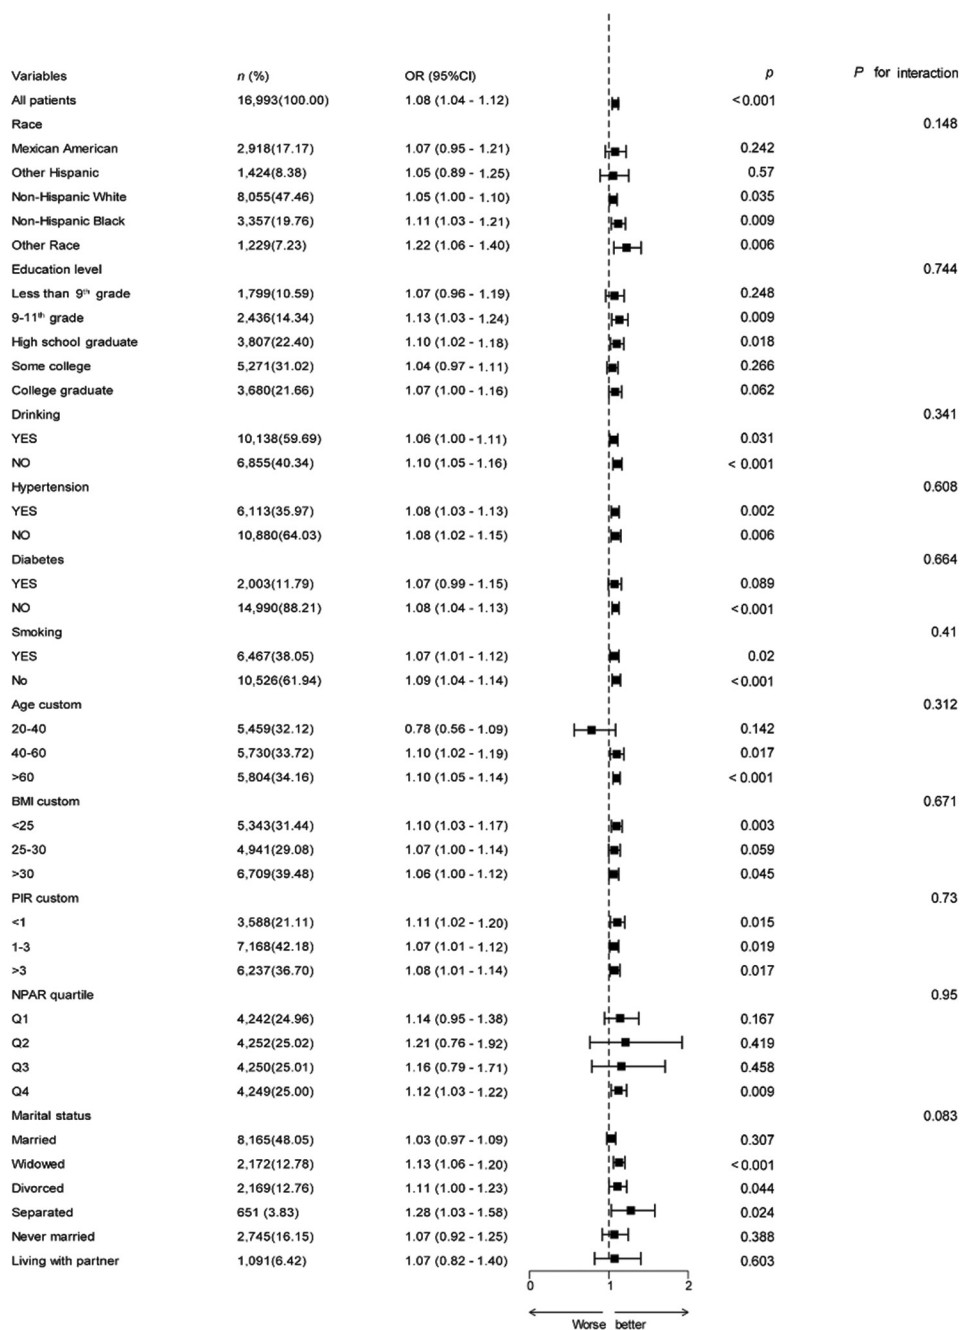 Variables n (%) OR (95%CI) p P for interaction
All patients 16,993(100.00) 1.08 (1.04 - 1.12) <0.001
Race 0.148
Mexican American 2,918(17.17) 1.07 (0.95 - 1.21) 0.242
Other Hispanic 1,424(8.38) 1.05 (0.89 - 1.25) 0.57
Non-Hispanic White 8,055(47.46) 1.05 (1.00 - 1.10) 0.035
Non-Hispanic Black 3,357(19.76) 1.11 (1.03 - 1.21) 0.009
Other Race 1,229(7.23) 1.22 (1.06 - 1.40) 0.006
Education level 0.744
Less than 9th grade 1,799(10.59) 1.07 (0.96 - 1.19) 0.248
9-11th grade 2,436(14.34) 1.13 (1.03 - 1.24) 0.009
High school graduate 3,807(22.40) 1.10 (1.02 - 1.18) 0.018
Some college 5,271(31.02) 1.04 (0.97 - 1.11) 0.266
College graduate 3,680(21.66) 1.07 (1.00 - 1.16) 0.062
Drinking 0.341
YES 10,138(59.69) 1.06 (1.00 - 1.11) 0.031
NO 6,855(40.34) 1.10 (1.05 - 1.16) < 0.001
Hypertension 0.608
YES 6,113(35.97) 1.08 (1.03 - 1.13) 0.002
NO 10,880(64.03) 1.08 (1.02 - 1.15) 0.006
Diabetes 0.664
YES 2,003(11.79) 1.07 (0.99 - 1.15) 0.089
NO 14,990(88.21) 1.08 (1.04 - 1.13) <0.001
Smoking 0.41
YES 6,467(38.05) 1.07 (1.01 - 1.12) 0.02
No 10,526(61.94) 1.09 (1.04 - 1.14) <0.001
Age custom 0.312
20-40 5,459(32.12) 0.78 (0.56 - 1.09) 0.142
40-60 5,730(33.72) 1.10 (1.02 - 1.19) 0.017
>60 5,804(34.16) 1.10 (1.05 - 1.14) <0.001
BMI custom 0.671
<25 5,343(31.44) 1.10 (1.03 - 1.17) 0.003
25-30 4,941(29.08) 1.07 (1.00 - 1.14) 0.059
>30 6,709(39.48) 1.06 (1.00 - 1.12) 0.045
PIR custom 0.73
<1 3,588(21.11) 1.11 (1.02 - 1.20) 0.015
1-3 7,168(42.18) 1.07 (1.01 - 1.12) 0.019
>3 6,237(36.70) 1.08 (1.01 - 1.14) 0.017
NPAR quartile 0.95
Q1 4,242(24.96) 1.14 (0.95 - 1.38) 0.167
Q2 4,252(25.02) 1.21 (0.76 - 1.92) 0.419
Q3 4,250(25.01) 1.16 (0.79 - 1.71) 0.458
Q4 4,249(25.00) 1.12 (1.03 - 1.22) 0.009
Marital status 0.083
Married 8,165(48.05) 1.03 (0.97 - 1.09) 0.307
Widowed 2,172(12.78) 1.13 (1.06 - 1.20) <0.001
Divorced 2,169(12.76) 1.11 (1.00 - 1.23) 0.044
Separated 651 (3.83) 1.28 (1.03 - 1.58) 0.024
Never married 2,745(16.15) 1.07 (0.92 - 1.25) 0.388
Living with partner 1,091(6.42) 1.07 (0.82 - 1.40) 0.603
0 1 2
Worse better